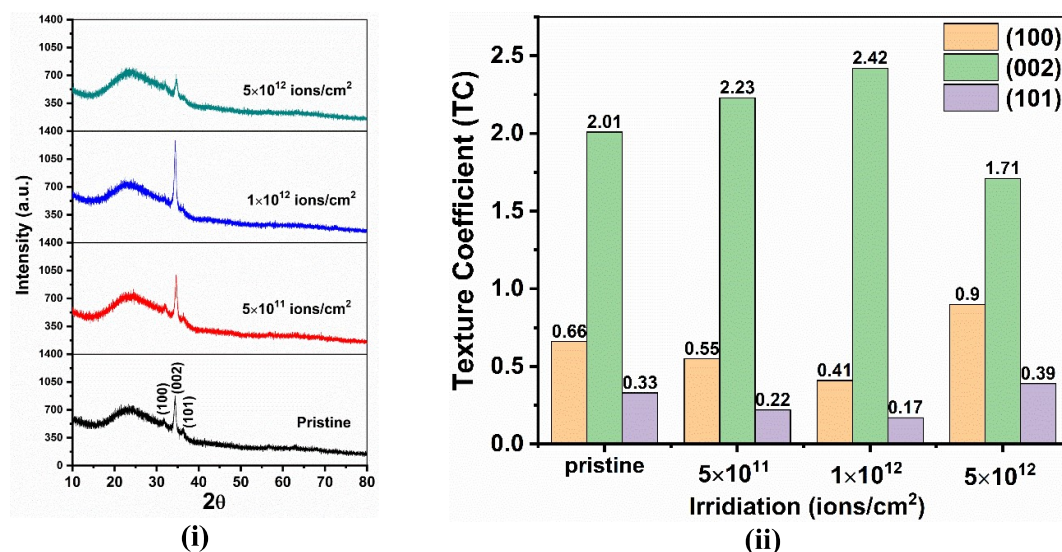 1400
1050
700
350
5×10¹² ions/cm²
1400
1050
700
350
1×10¹² ions/cm²
1400
1050
700
350
5×10¹¹ ions/cm²
1400
1050
700
350
0
(100)
(002)
(101)
Pristine
Intensity (a.u.)
10 20 30 40 50 60 70 80
2θ
(i)
Texture Coefficient (TC)
2.5
2.0
1.5
1.0
0.5
0.0
(100)
(002)
(101)
0.66 2.01 0.33
0.55 2.23 0.22
0.41 2.42 0.17
0.9 1.71 0.39
pristine 5×10¹¹ 1×10¹² 5×10¹²
Irridiation (ions/cm²)
(ii)